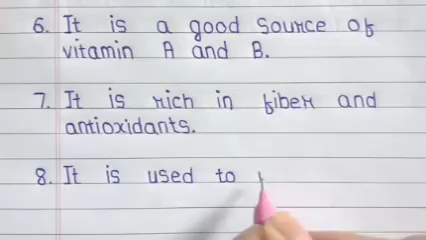 6. It is a good source of
vitamin A and B.
7. It is rich in fiber and
antioxidants.
8. It is used to